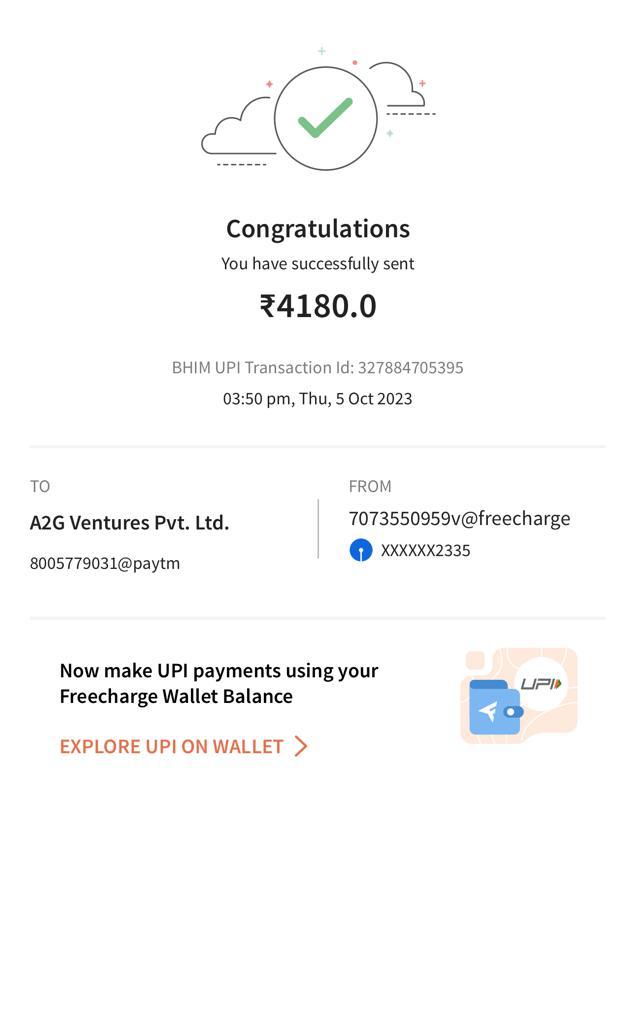 Congratulations
You have successfully sent
₹4180.0
BHIM UPI Transaction Id: 327884705395
03:50 pm, Thu, 5 Oct 2023
TO
A2G Ventures Pvt. Ltd.
8005779031@paytm
FROM
7073550959v@freecharge
XXXXXX2335
Now make UPI payments using your
Freecharge Wallet Balance
UPI
EXPLORE UPI ON WALLET